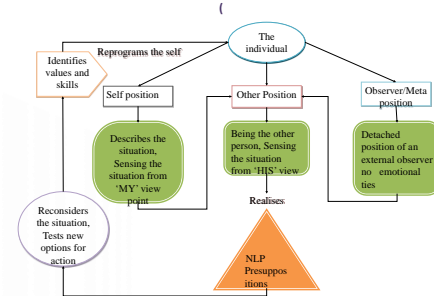 (
The
individual
Reprograms the self
Identifies
values and
skills
Self position
Other Position
Observer/Meta
position
Describes the
situation,
Sensing the
situation from
‘MY’ view
point
Being the other
person, Sensing
the situation
from ‘HIS’ view
Detached
position of an
external observer
no emotional
ties
Reconsiders
the situation,
Tests new
options for
action
Realises
NLP
Presuppos
itions